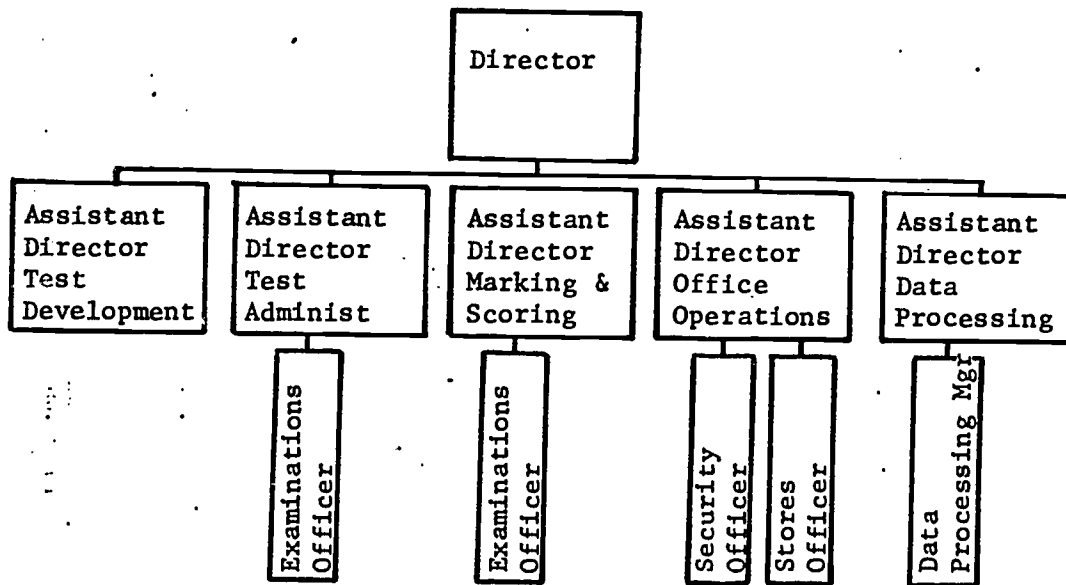 Director
Assistant
Director
Test
Development
Assistant
Director
Test
Administ
Assistant
Director
Marking &
Scoring
Assistant
Director
Office
Operations
Assistant
Director
Data
Processing
Examinations
Officer
Examinations
Officer
Security
Officer
Stores
Officer
Data
Processing Mgr